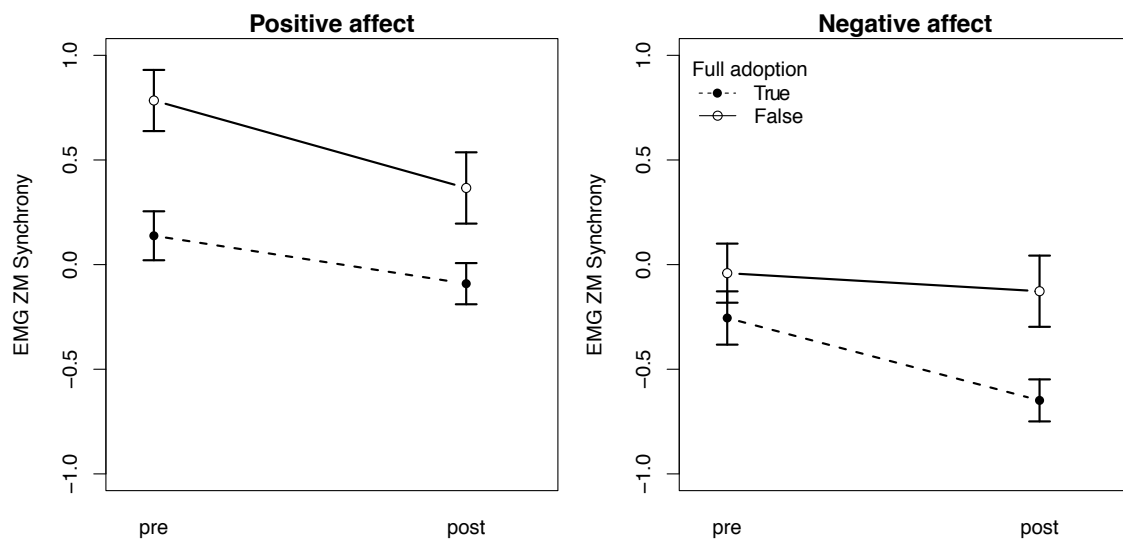 Positive affect
EMG ZM Synchrony
1.0
0.5
0.0
−0.5
−1.0
pre post
Negative affect
EMG ZM Synchrony
1.0
0.5
0.0
−0.5
−1.0
Full adoption
True
False
pre post